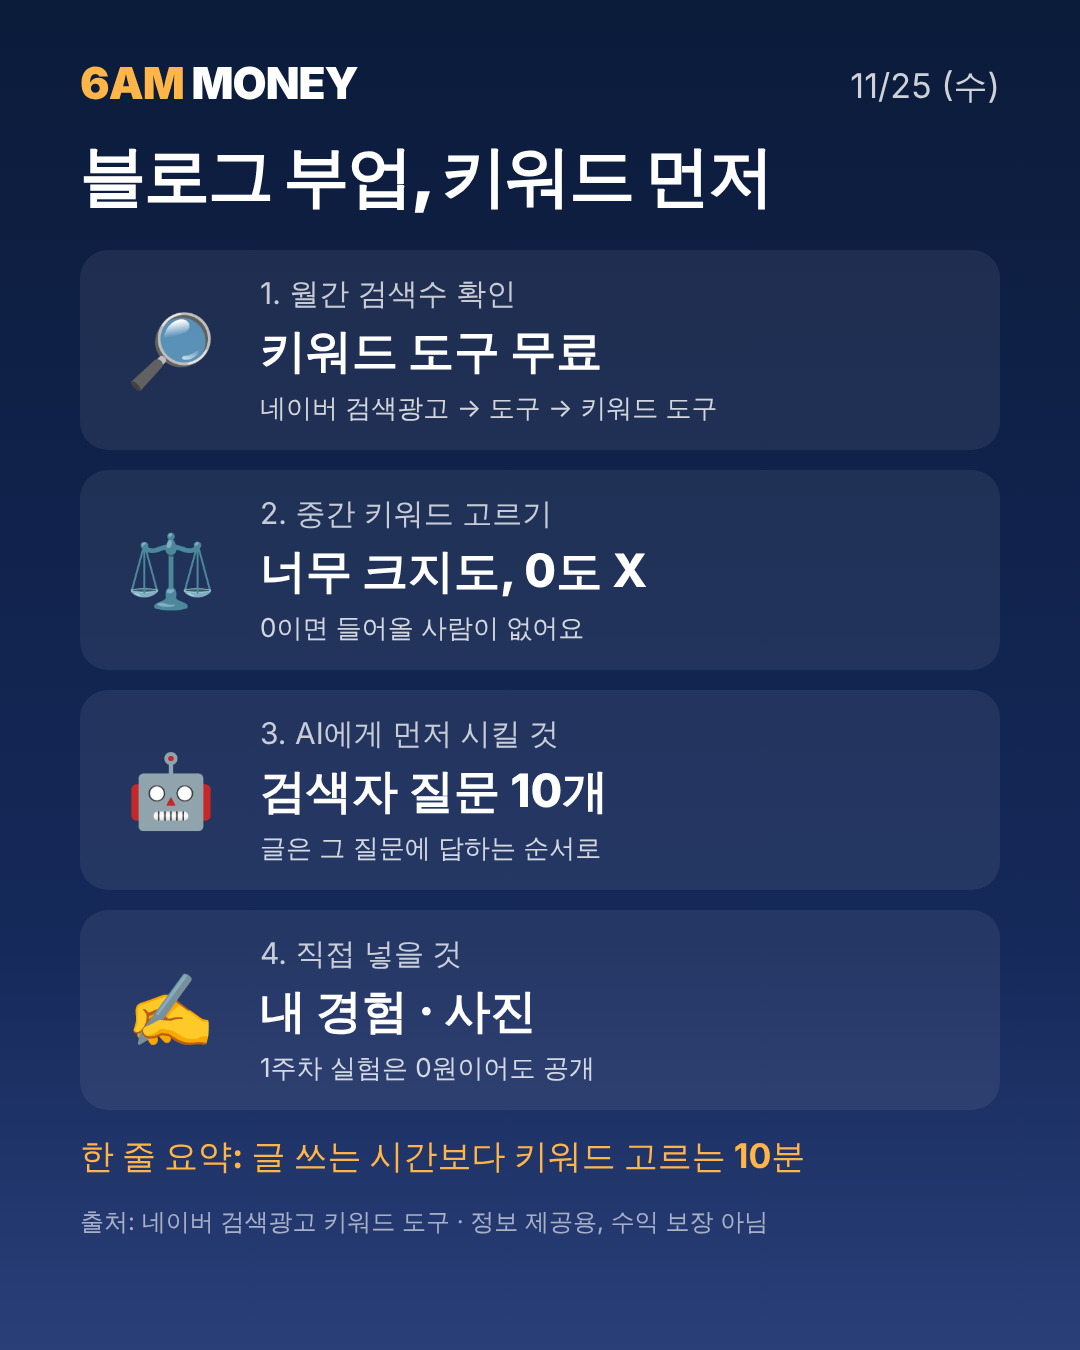 6AM MONEY
11/25 (수)
블로그 부업, 키워드 먼저
1. 월간 검색수 확인
키워드 도구 무료
네이버 검색광고 → 도구 → 키워드 도구
2. 중간 키워드 고르기
너무 크지도, 0도 X
0이면 들어올 사람이 없어요
3. AI에게 먼저 시킬 것
검색자 질문 10개
글은 그 질문에 답하는 순서로
4. 직접 넣을 것
내 경험 · 사진
1주차 실험은 0원이어도 공개
한 줄 요약: 글 쓰는 시간보다 키워드 고르는 10분
출처: 네이버 검색광고 키워드 도구 · 정보 제공용, 수익 보장 아님